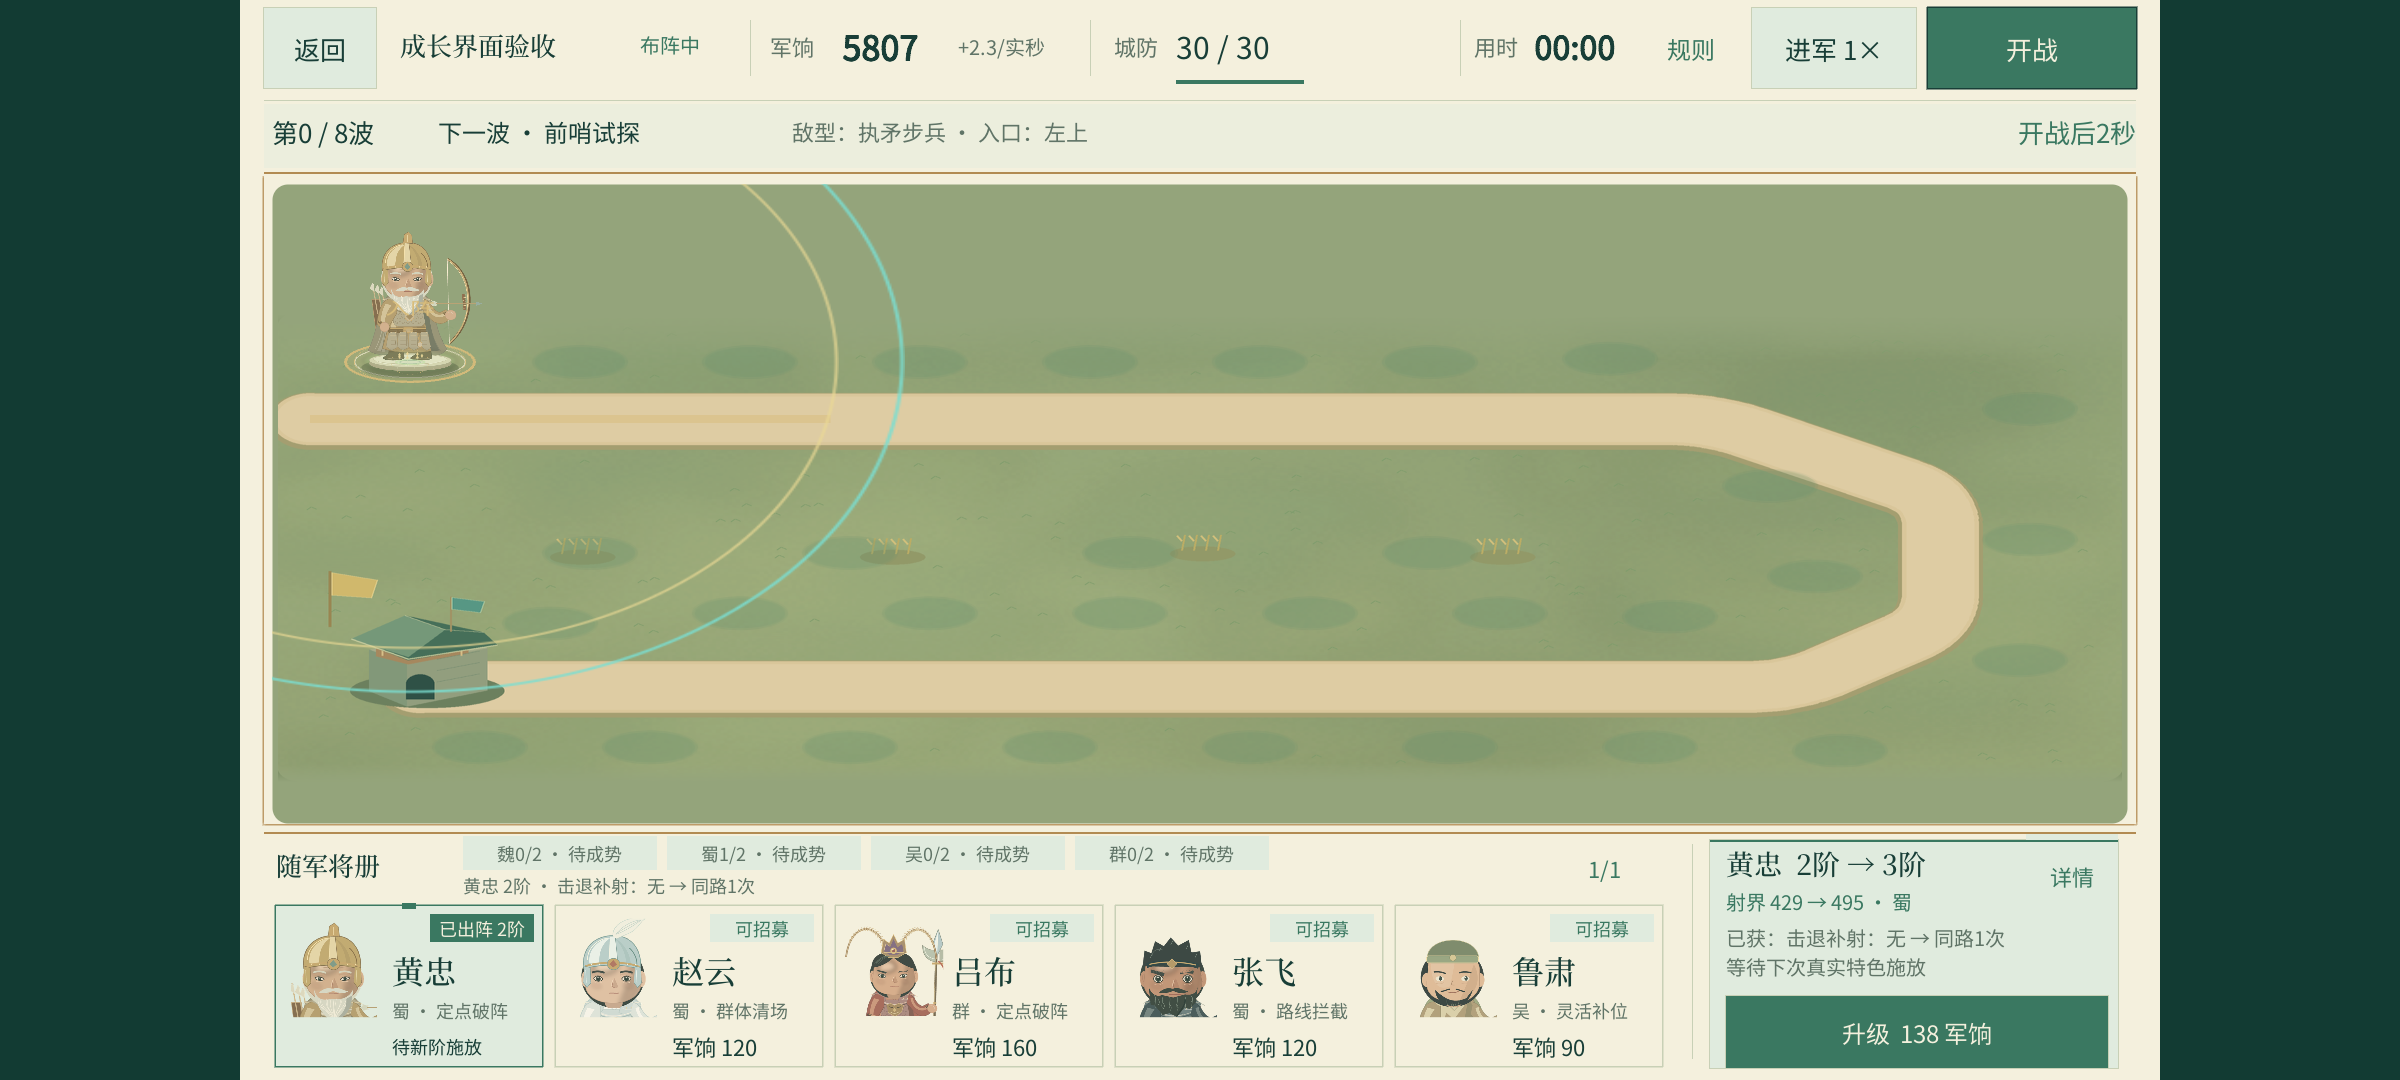 返回
成长界面验收
布阵中
军饷 5807 +2.3/实秒
城防 30 / 30
用时 00:00
规则
进军 1×
开战
第0 / 8波
下一波 · 前哨试探
敌型：执矛步兵 · 入口：左上
开战后2秒
随军将册
魏0/2 · 待成势
蜀1/2 · 待成势
吴0/2 · 待成势
群0/2 · 待成势
黄忠 2阶 · 击退补射：无 → 同路1次
1/1
已出阵 2阶
黄忠
蜀 · 定点破阵
待新阶施放
可招募
赵云
蜀 · 群体清场
军饷 120
可招募
吕布
群 · 定点破阵
军饷 160
可招募
张飞
蜀 · 路线拦截
军饷 120
可招募
鲁肃
吴 · 灵活补位
军饷 90
黄忠 2阶 → 3阶
详情
射界 429 → 495 · 蜀
已获：击退补射：无 → 同路1次
等待下次真实特色施放
升级 138 军饷